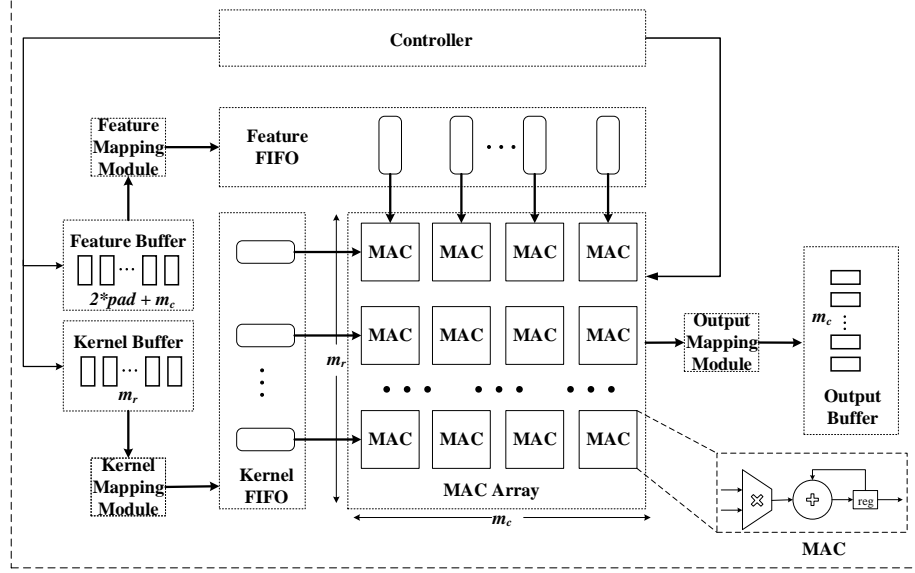 Controller
Feature
Mapping
Module
Feature
FIFO
...
Feature Buffer
...
2*pad + m_c
Kernel Buffer
...
m_r
Kernel
Mapping
Module
Kernel
FIFO
m_r
MAC MAC MAC MAC
MAC MAC MAC MAC
... ... ...
MAC MAC MAC MAC
MAC Array
m_c
Output
Mapping
Module
m_c
Output
Buffer
× + reg
MAC